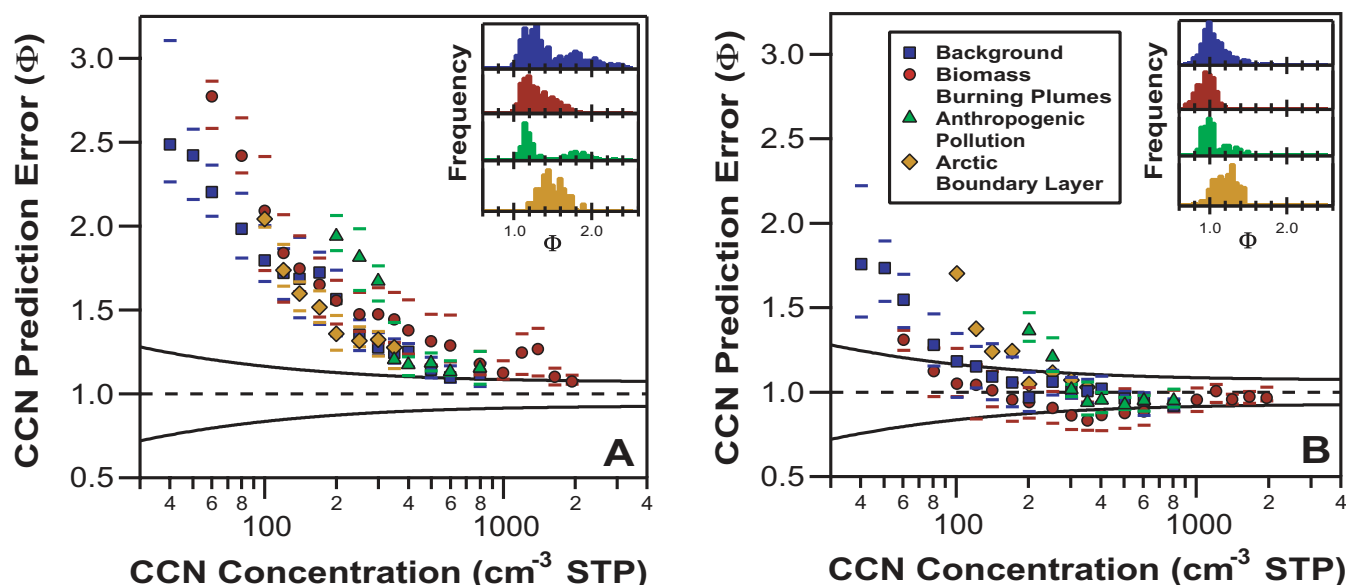 CCN Prediction Error (Φ)
3.0
2.5
2.0
1.5
1.0
0.5
Frequency
1.0
2.0
Φ
A
4
6
8
100
2
4
6
8
1000
2
4
CCN Concentration (cm-3 STP)
CCN Prediction Error (Φ)
3.0
2.5
2.0
1.5
1.0
0.5
Background
Biomass
Burning Plumes
Anthropogenic
Pollution
Arctic
Boundary Layer
Frequency
1.0
2.0
Φ
B
4
6
8
100
2
4
6
8
1000
2
4
CCN Concentration (cm-3 STP)